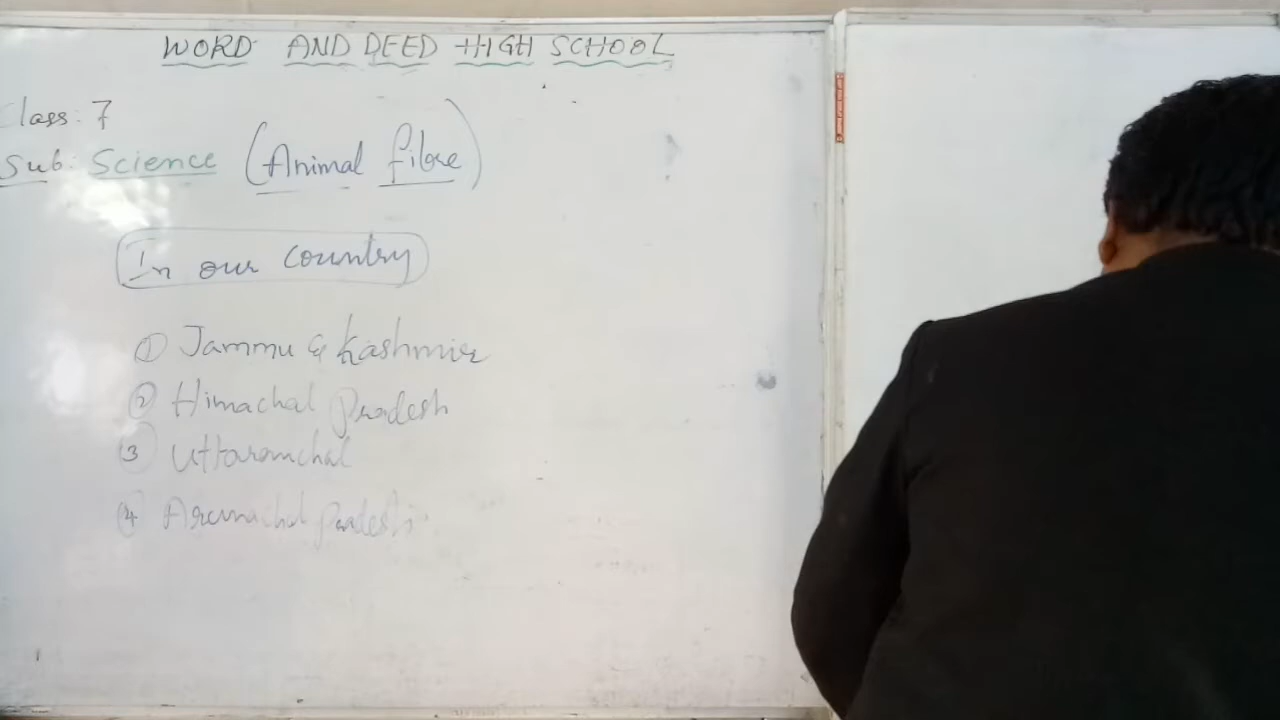 WORD AND DEED HIGH SCHOOL
Class: 7
Sub: Science (Animal fibre)
In our country
① Jammu & Kashmir
② Himachal Pradesh
③ Uttaranchal
④ Arunachal Pradesh